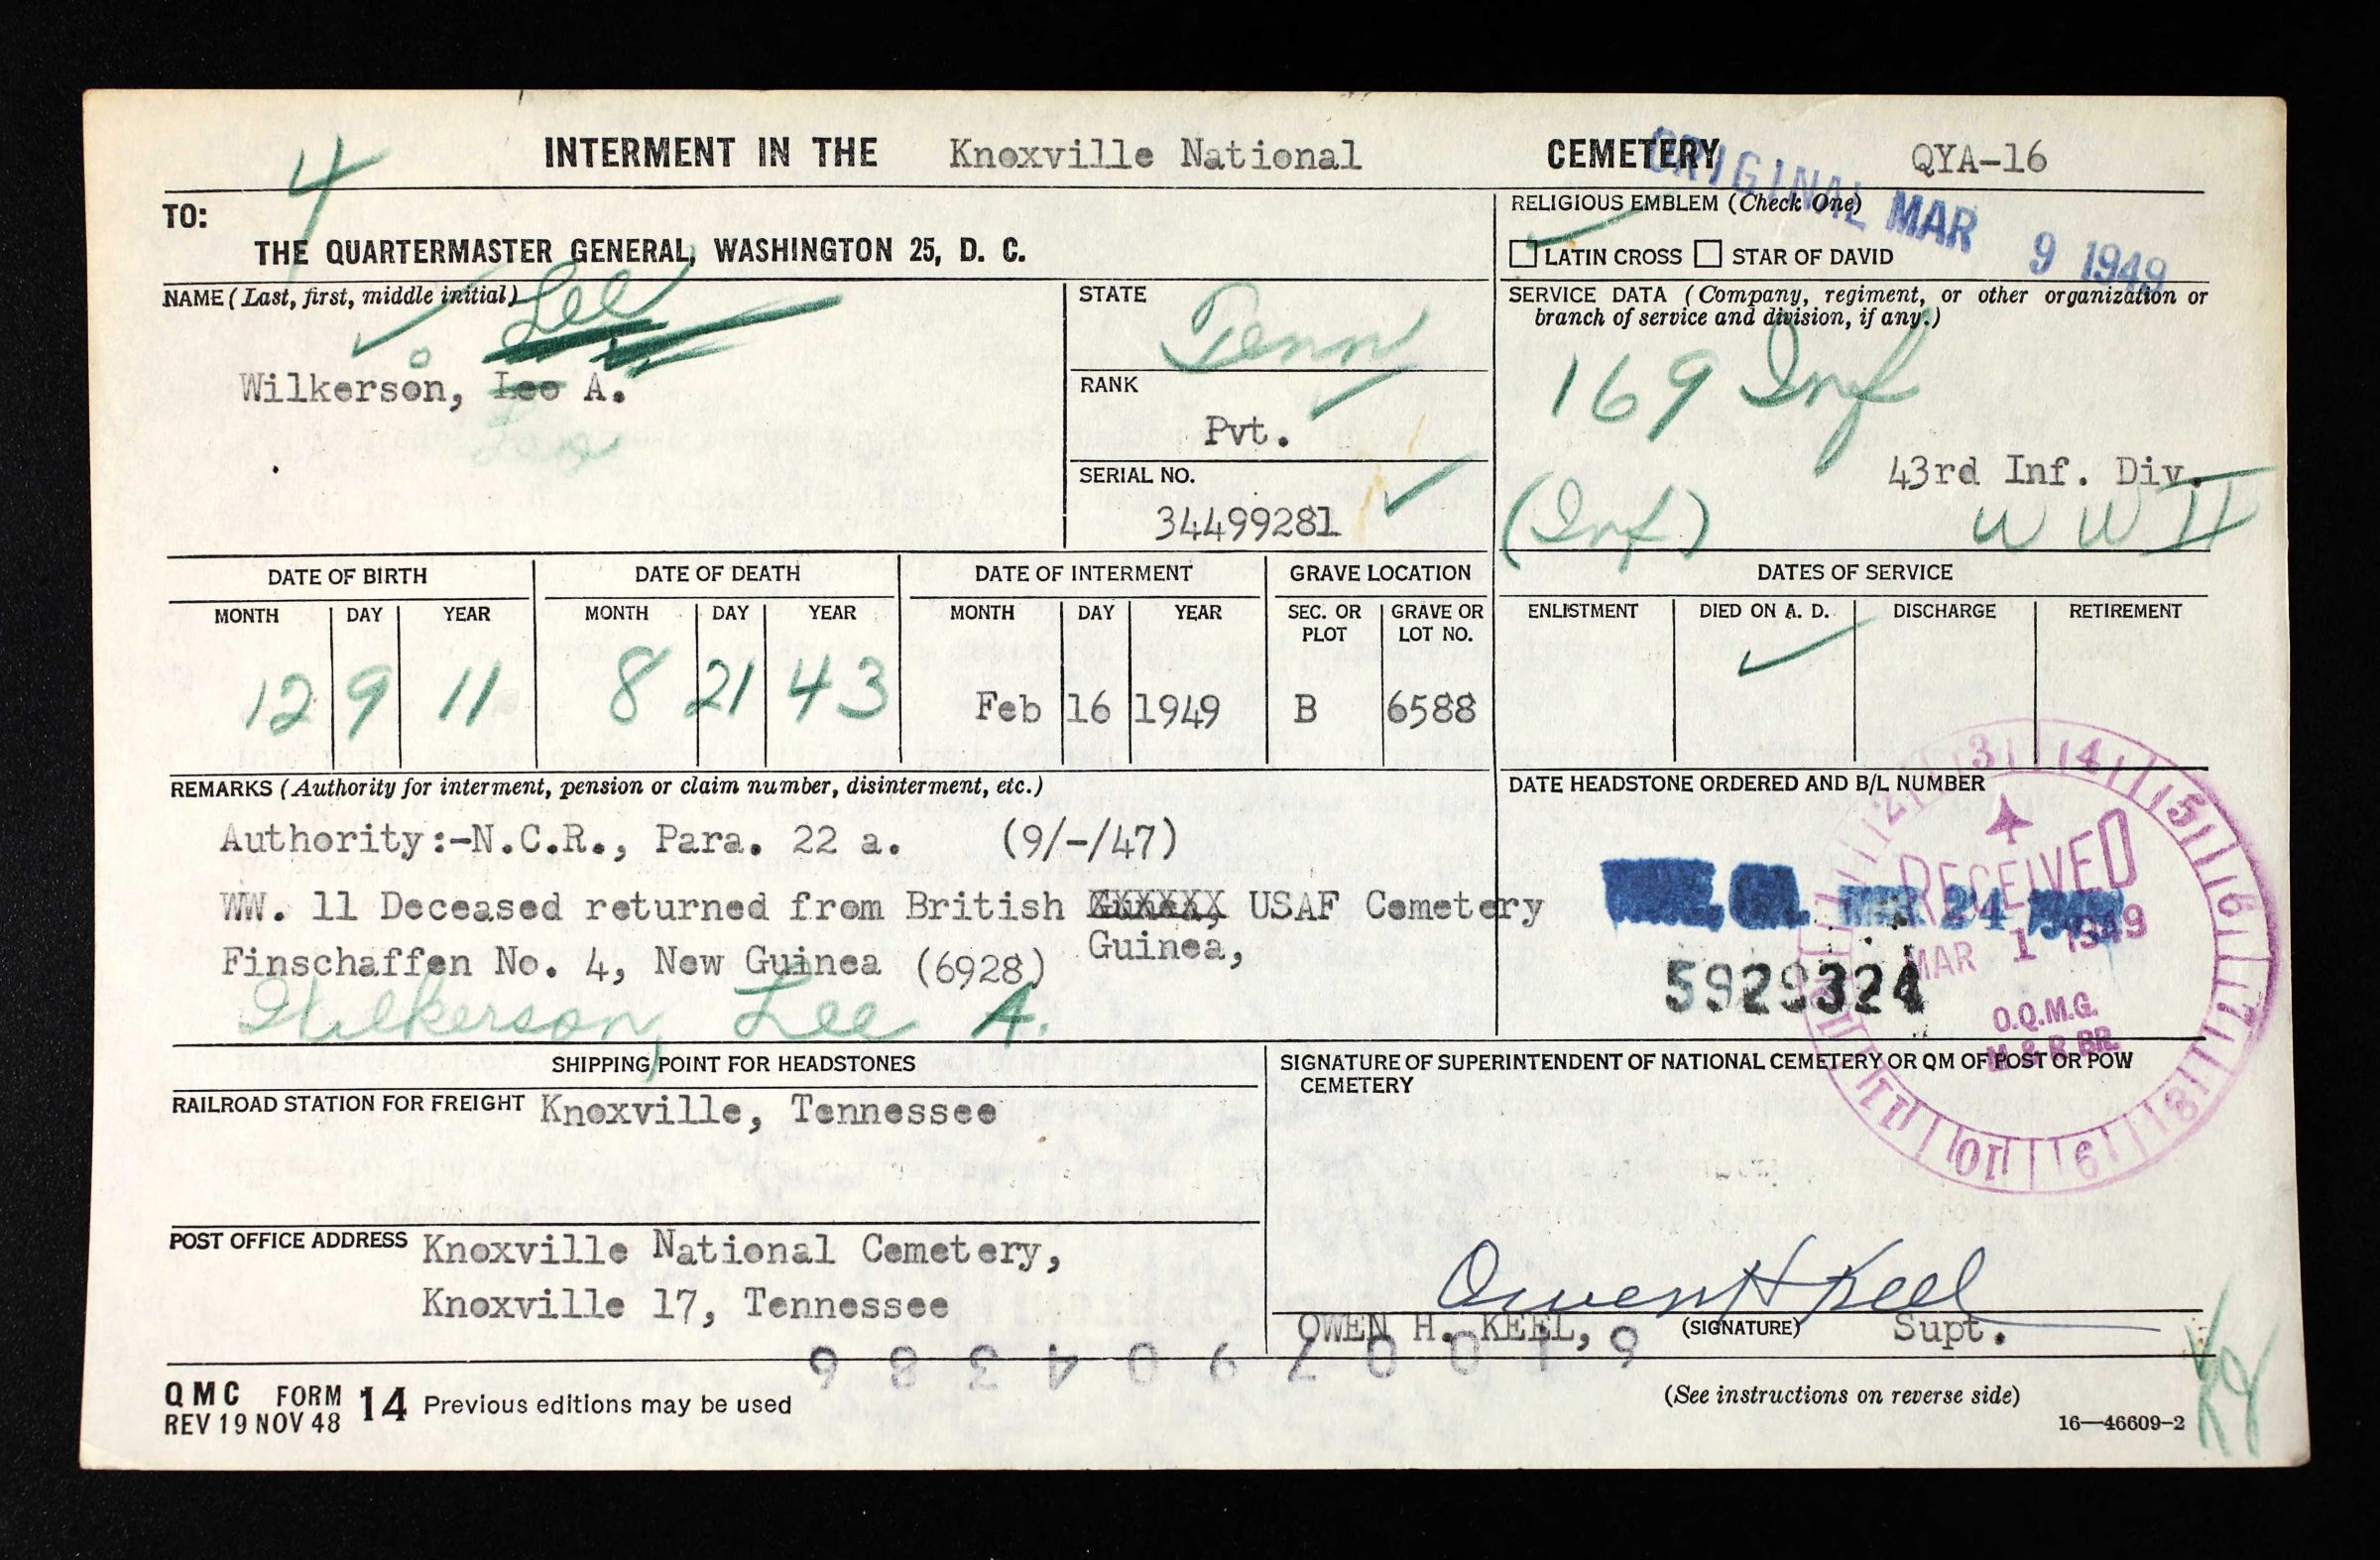 4
INTERMENT IN THE Knoxville National CEMETERY QYA-16
ORIGINAL MAR 9 1949
TO:
THE QUARTERMASTER GENERAL, WASHINGTON 25, D. C.
RELIGIOUS EMBLEM (Check One)
LATIN CROSS STAR OF DAVID
NAME (Last, first, middle initial)
Lee
Wilkerson, Leo A.
STATE
Tenn
RANK
Pvt.
SERIAL NO.
34499281
SERVICE DATA (Company, regiment, or other organization or
branch of service and division, if any.)
169 Inf
43rd Inf. Div.
(Inf) WW II
DATE OF BIRTH DATE OF DEATH DATE OF INTERMENT GRAVE LOCATION DATES OF SERVICE
MONTH DAY YEAR MONTH DAY YEAR MONTH DAY YEAR SEC. OR PLOT GRAVE OR LOT NO. ENLISTMENT DIED ON A. D. DISCHARGE RETIREMENT
12 9 11 8 21 43 Feb 16 1949 B 6588
REMARKS (Authority for interment, pension or claim number, disinterment, etc.)
Authority:-N.C.R., Para. 22 a. (9/-/47)
WW. 11 Deceased returned from British USAF Cemetery
Guinea,
Finschaffen No. 4, New Guinea (6928)
Wilkerson, Lee A.
DATE HEADSTONE ORDERED AND B/L NUMBER
MAR 24 1949
5929324
RECEIVED
MAR 1 1949
O.Q.M.G.
M & R BR.
SHIPPING POINT FOR HEADSTONES
RAILROAD STATION FOR FREIGHT Knoxville, Tennessee
POST OFFICE ADDRESS Knoxville National Cemetery,
Knoxville 17, Tennessee
SIGNATURE OF SUPERINTENDENT OF NATIONAL CEMETERY OR QM OF POST OR POW
CEMETERY
Owen H Keel
OWEN H. KEEL, (SIGNATURE) Supt.
QMC FORM 14 Previous editions may be used
REV 19 NOV 48
(See instructions on reverse side)
16—46609-2